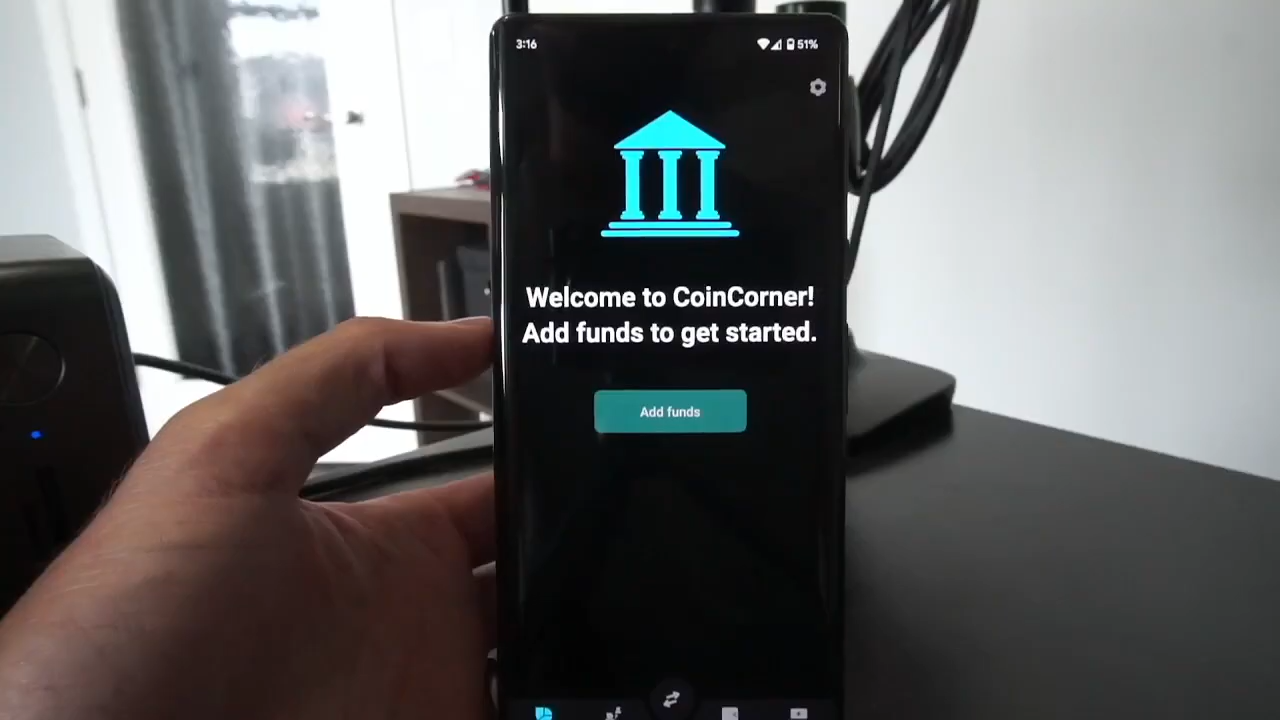 3:16
51%
Welcome to CoinCorner!
Add funds to get started.
Add funds